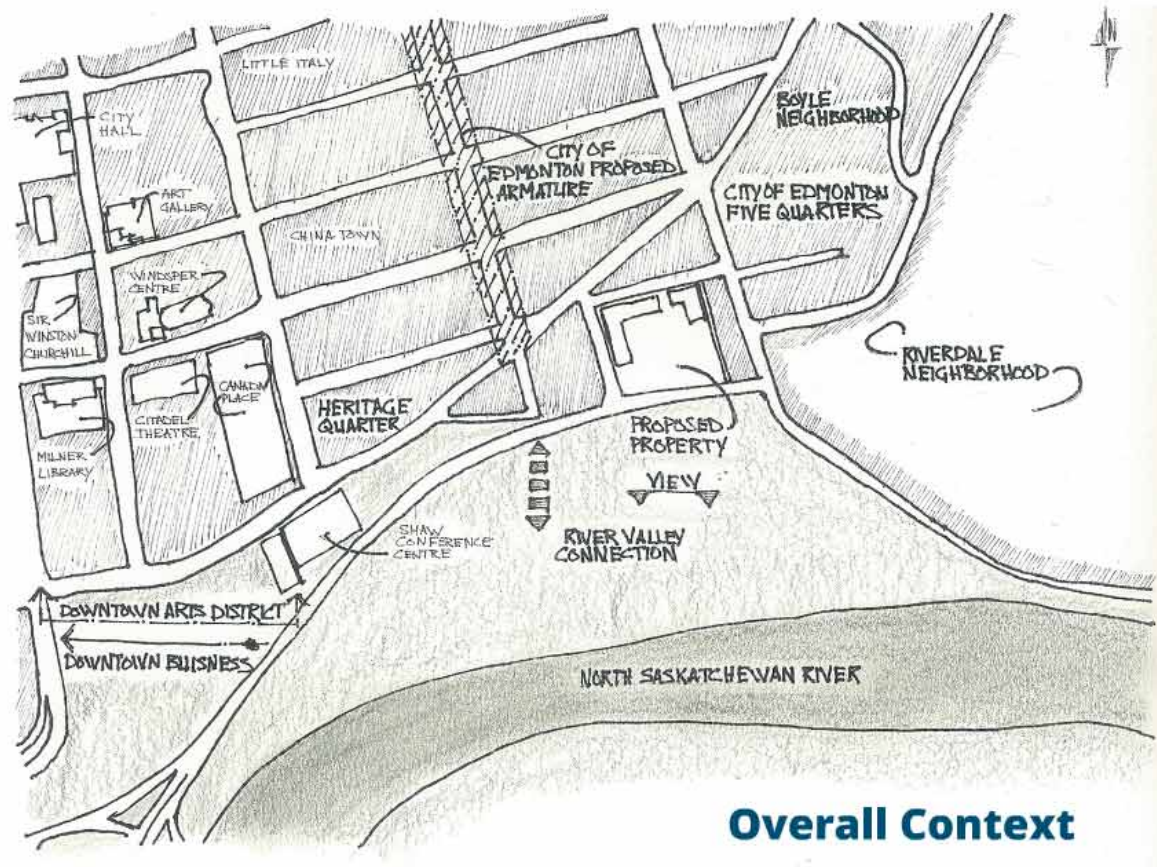 N
LITTLE ITALY
CITY
HALL
BOYLE
NEIGHBORHOOD
CITY OF
EDMONTON PROPOSED
ARMATURE
ART
GALLERY
CITY OF EDMONTON
FIVE QUARTERS
CHINA TOWN
WINDSPER
CENTRE
SIR
WINSTON
CHURCHILL
RIVERDALE
NEIGHBORHOOD
CANADA
PLACE
HERITAGE
QUARTER
CITADEL
THEATRE
PROPOSED
PROPERTY
MILNER
LIBRARY
VIEW
SHAW
CONFERENCE
CENTRE
RIVER VALLEY
CONNECTION
DOWNTOWN ARTS DISTRICT
DOWNTOWN BUISNESS
NORTH SASKATCHEWAN RIVER
Overall Context